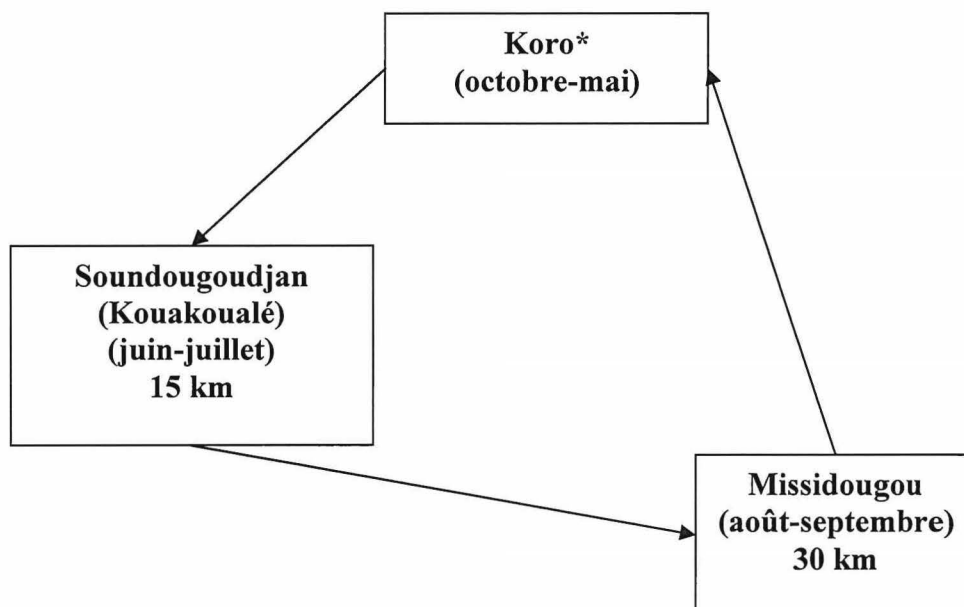 Koro*
(octobre-mai)
Soundougoudjan
(Kouakoualé)
(juin-juillet)
15 km
Missidougou
(août-septembre)
30 km